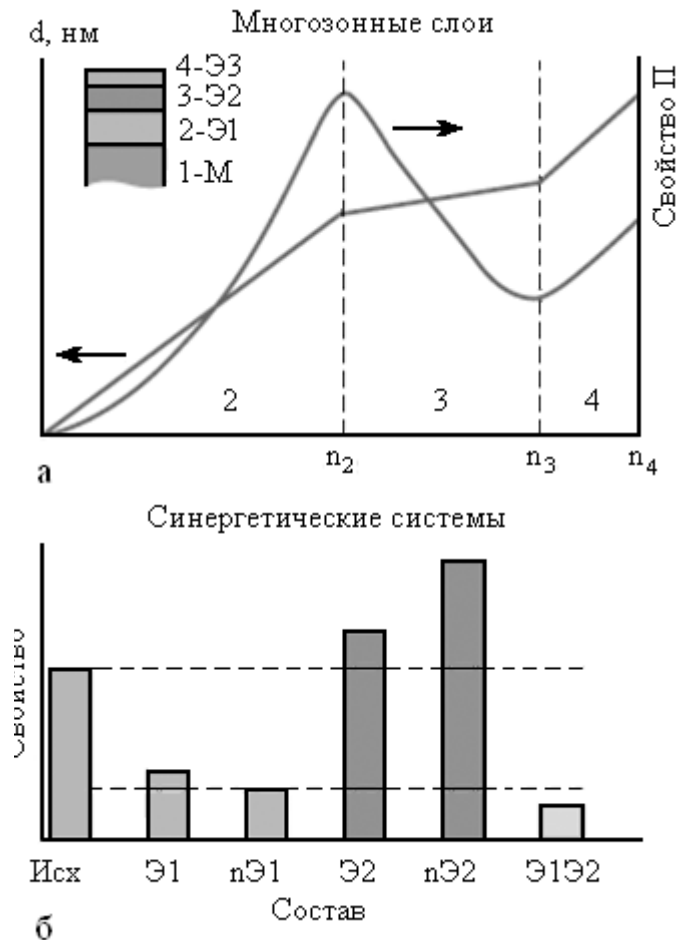 d, нм
Многозонные слои
4-Э3
3-Э2
2-Э1
1-М
Свойство П
2
3
4
n₂
n₃
n₄
а
Синергетические системы
Свойство
Исх
Э1
nЭ1
Э2
nЭ2
Э1Э2
Состав
б